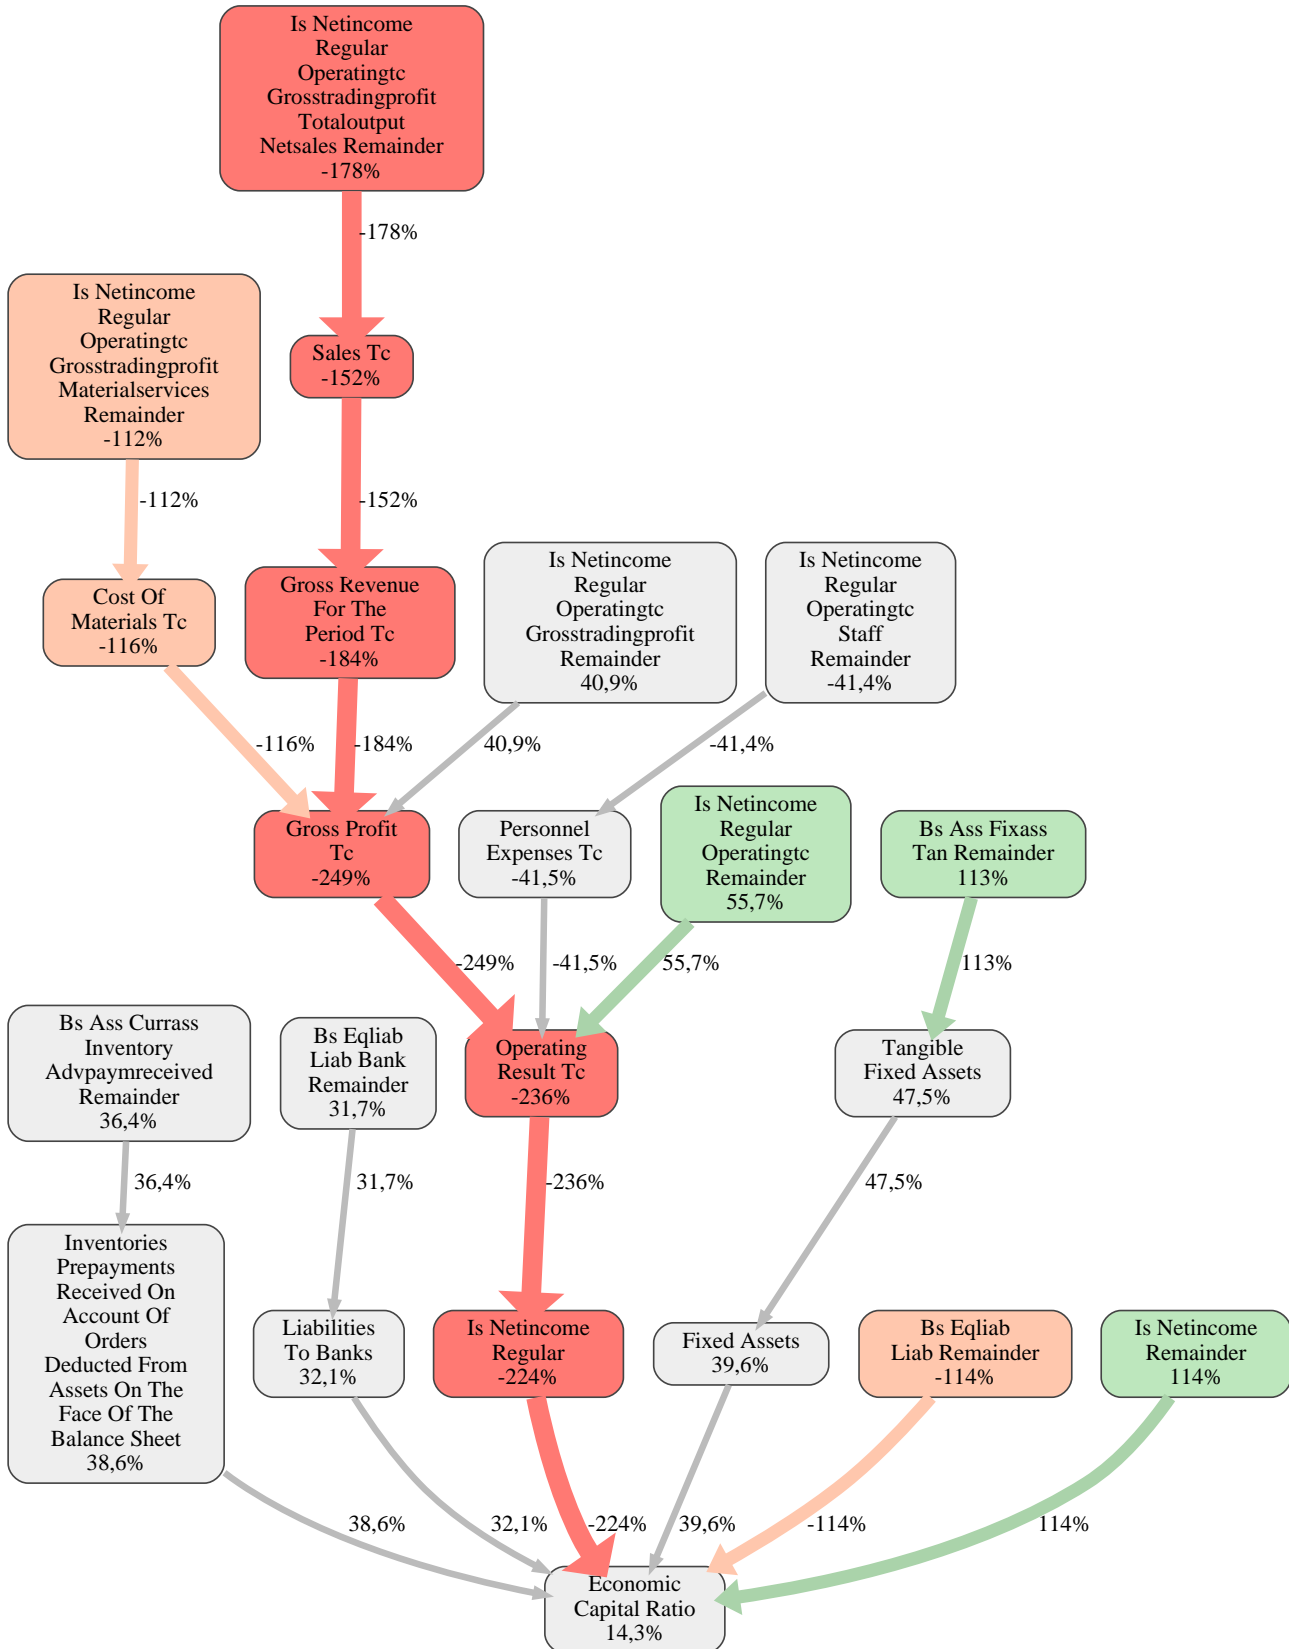 Is Netincome
Regular
Operatingtc
Grosstradingprofit
Totaloutput
Netsales Remainder
-178%
-178%
Is Netincome
Regular
Operatingtc
Grosstradingprofit
Materialservices
Remainder
-112%
Sales Tc
-152%
-112%
-152%
Cost Of
Materials Tc
-116%
Gross Revenue
For The
Period Tc
-184%
Is Netincome
Regular
Operatingtc
Grosstradingprofit
Remainder
40,9%
Is Netincome
Regular
Operatingtc
Staff
Remainder
-41,4%
-116%
-184%
40,9%
-41,4%
Gross Profit
Tc
-249%
Personnel
Expenses Tc
-41,5%
Is Netincome
Regular
Operatingtc
Remainder
55,7%
Bs Ass Fixass
Tan Remainder
113%
-249%
-41,5%
55,7%
113%
Bs Ass Currass
Inventory
Advpaymreceived
Remainder
36,4%
Bs Eqliab
Liab Bank
Remainder
31,7%
Operating
Result Tc
-236%
Tangible
Fixed Assets
47,5%
36,4%
31,7%
-236%
47,5%
Inventories
Prepayments
Received On
Account Of
Orders
Deducted From
Assets On The
Face Of The
Balance Sheet
38,6%
Liabilities
To Banks
32,1%
Is Netincome
Regular
-224%
Fixed Assets
39,6%
Bs Eqliab
Liab Remainder
-114%
Is Netincome
Remainder
114%
38,6%
32,1%
-224%
39,6%
-114%
114%
Economic
Capital Ratio
14,3%